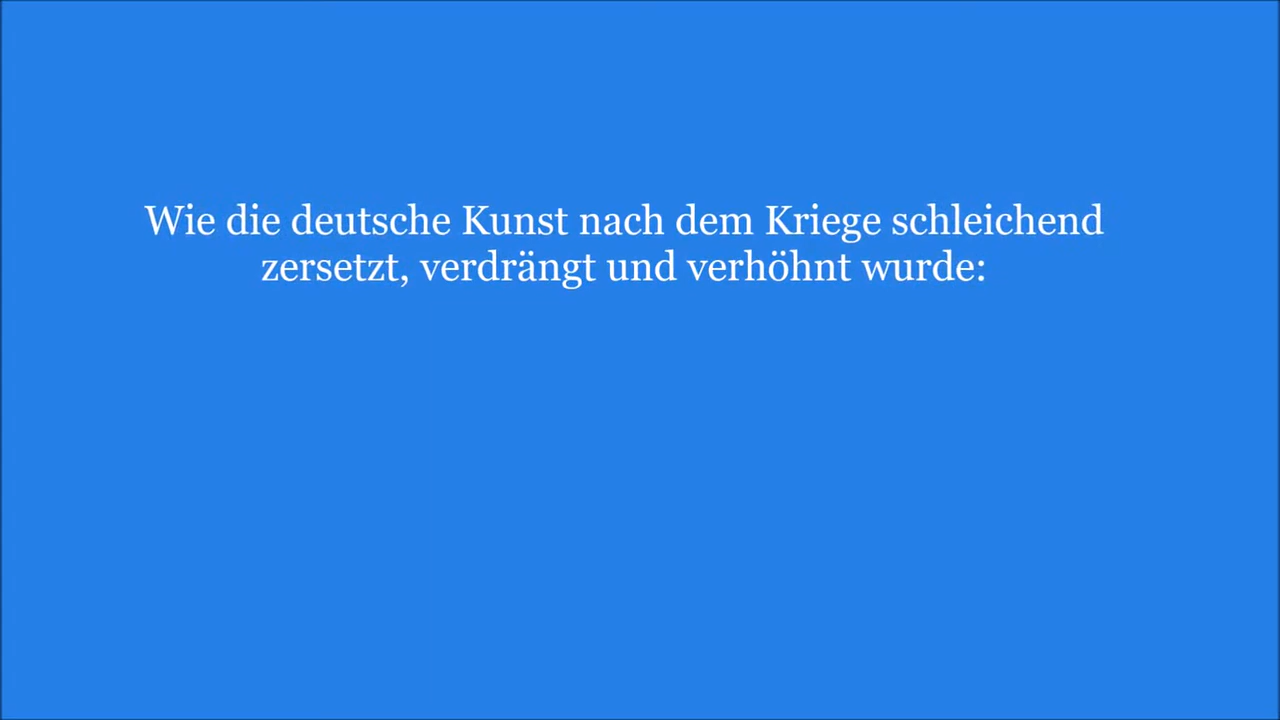 Wie die deutsche Kunst nach dem Kriege schleichend
zersetzt, verdrängt und verhöhnt wurde: